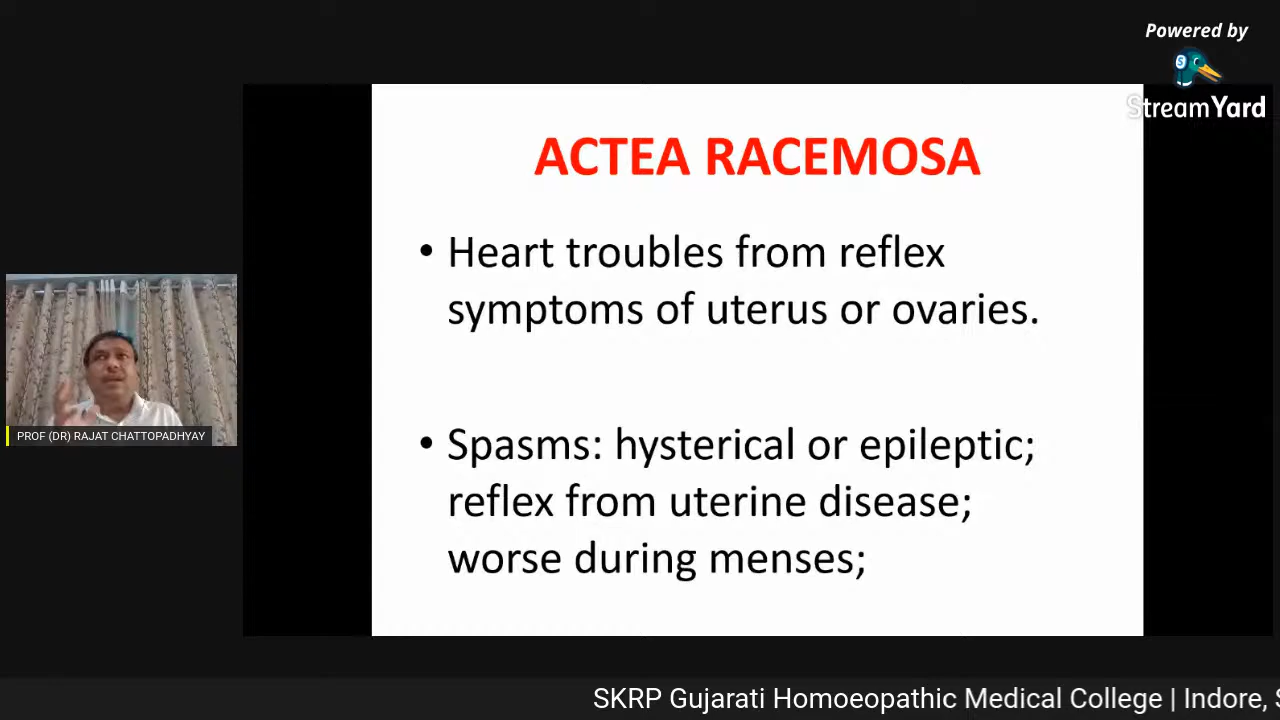 Powered by
StreamYard
ACTEA RACEMOSA
• Heart troubles from reflex
symptoms of uterus or ovaries.
• Spasms: hysterical or epileptic;
reflex from uterine disease;
worse during menses;
PROF (DR) RAJAT CHATTOPADHYAY
SKRP Gujarati Homoeopathic Medical College | Indore,